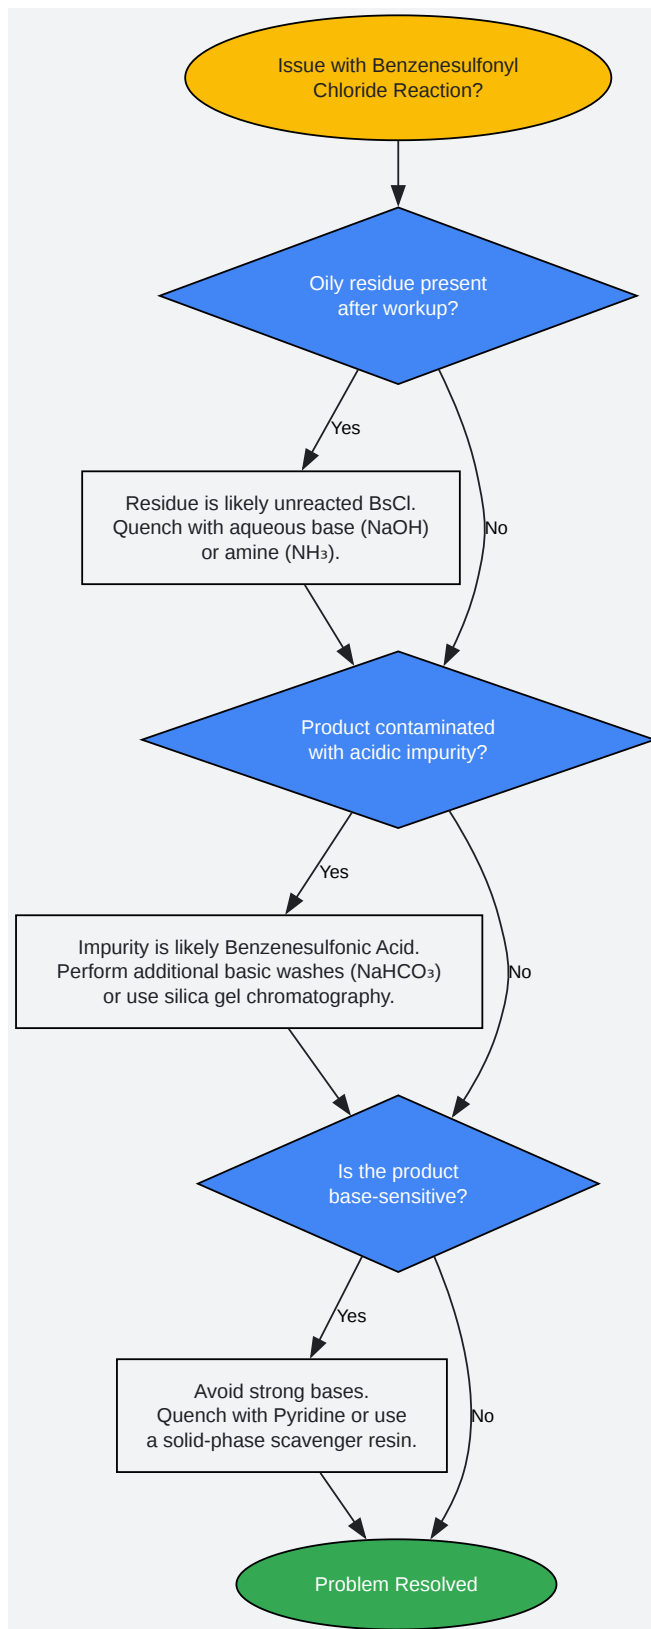 Issue with Benzenesulfonyl
Chloride Reaction?
Oily residue present
after workup?
Yes
No
Residue is likely unreacted BsCl.
Quench with aqueous base (NaOH)
or amine (NH₃).
Product contaminated
with acidic impurity?
Yes
No
Impurity is likely Benzenesulfonic Acid.
Perform additional basic washes (NaHCO₃)
or use silica gel chromatography.
Is the product
base-sensitive?
Yes
No
Avoid strong bases.
Quench with Pyridine or use
a solid-phase scavenger resin.
Problem Resolved